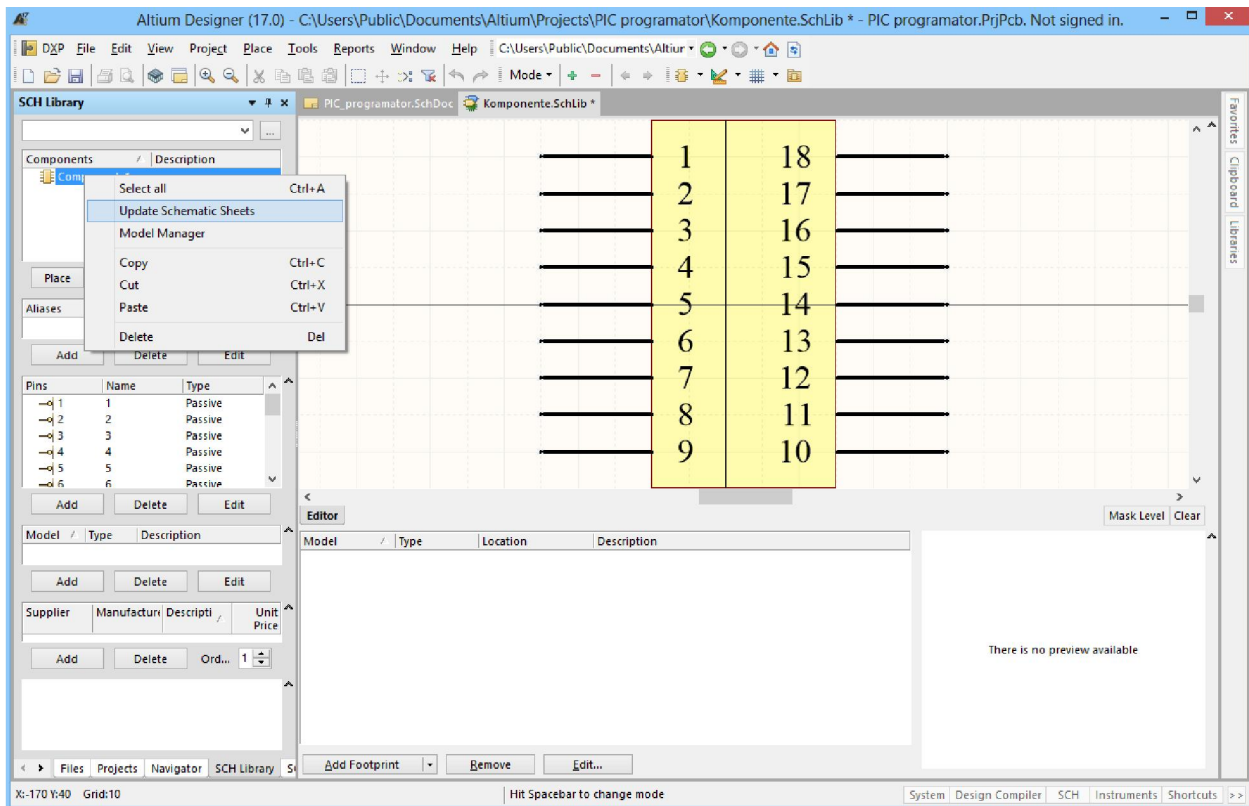 Altium Designer (17.0) - C:\Users\Public\Documents\Altium\Projects\PIC programator\Komponente.SchLib * - PIC programator.PrjPcb. Not signed in.
DXP File Edit View Project Place Tools Reports Window Help C:\Users\Public\Documents\Altiur
Mode
SCH Library
PIC_programator.SchDoc Komponente.SchLib *
...
Components / Description
Select all Ctrl+A
Update Schematic Sheets
Model Manager
Copy Ctrl+C
Cut Ctrl+X
Paste Ctrl+V
Delete Del
Place
Aliases
Add Delete Edit
Pins Name Type
1 1 Passive
2 2 Passive
3 3 Passive
4 4 Passive
5 5 Passive
6 6 Passive
Add Delete Edit
Model / Type Description
Add Delete Edit
Supplier Manufacture Descripti / Unit Price
Add Delete Ord... 1
Files Projects Navigator SCH Library
1 18
2 17
3 16
4 15
5 14
6 13
7 12
8 11
9 10
Editor
Mask Level Clear
Model / Type Location Description
There is no preview available
Add Footprint Remove Edit...
Favorites
Clipboard
Libraries
X:-170 Y:40 Grid:10
Hit Spacebar to change mode
System Design Compiler SCH Instruments Shortcuts >>